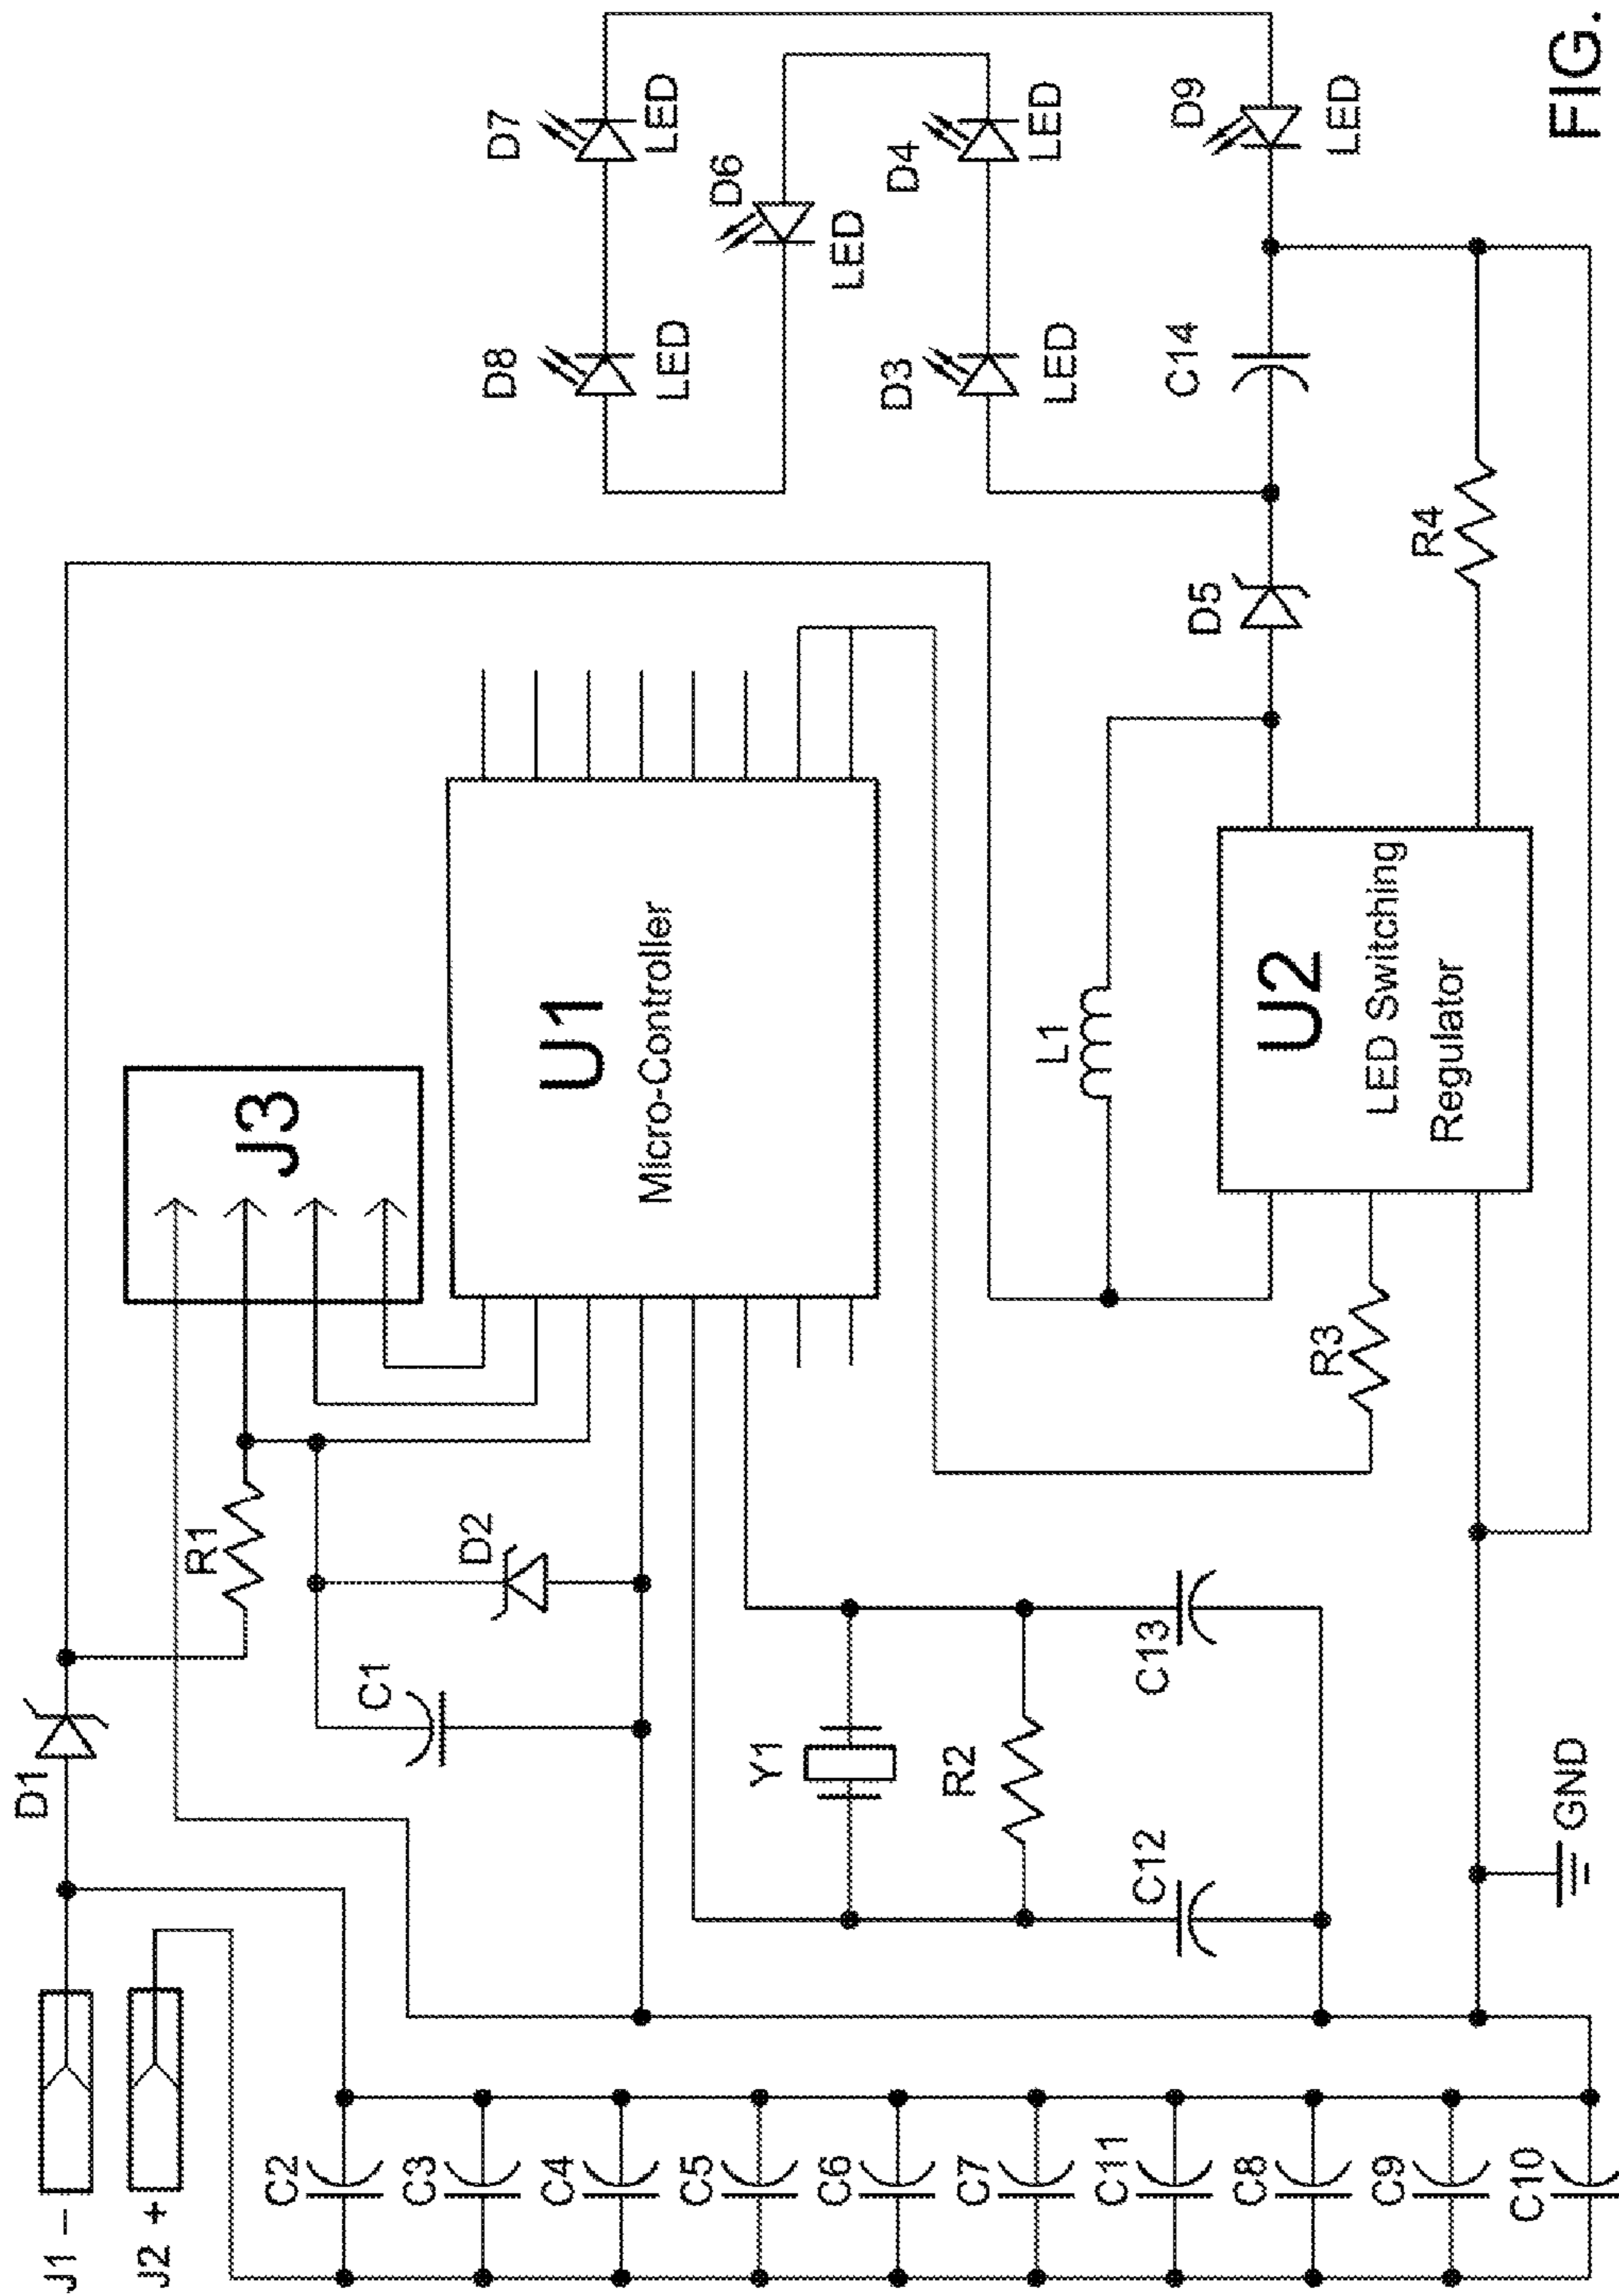 J1 -
J2 +
D1
R1
J3
C1
D2
U1
Micro-Controller
C2
C3
C4
C5
C6
C7
C11
C8
C9
C10
Y1
R2
C12
C13
GND
R3
L1
U2
LED Switching
Regulator
D5
R4
C14
D8
LED
D7
LED
D6
LED
D3
LED
D4
LED
D9
LED
FIG.